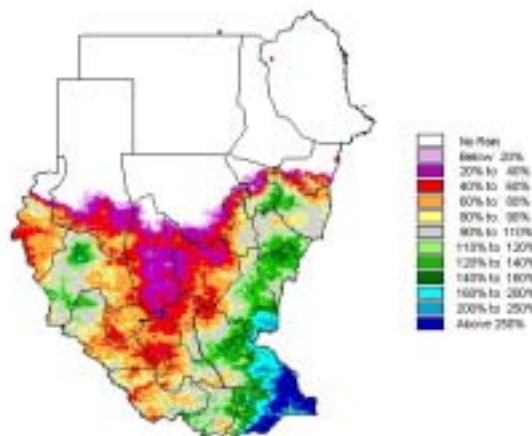 No Rain
Below 20%
20% to 40%
40% to 60%
60% to 80%
80% to 90%
90% to 110%
110% to 120%
120% to 140%
140% to 160%
160% to 200%
200% to 250%
Above 250%